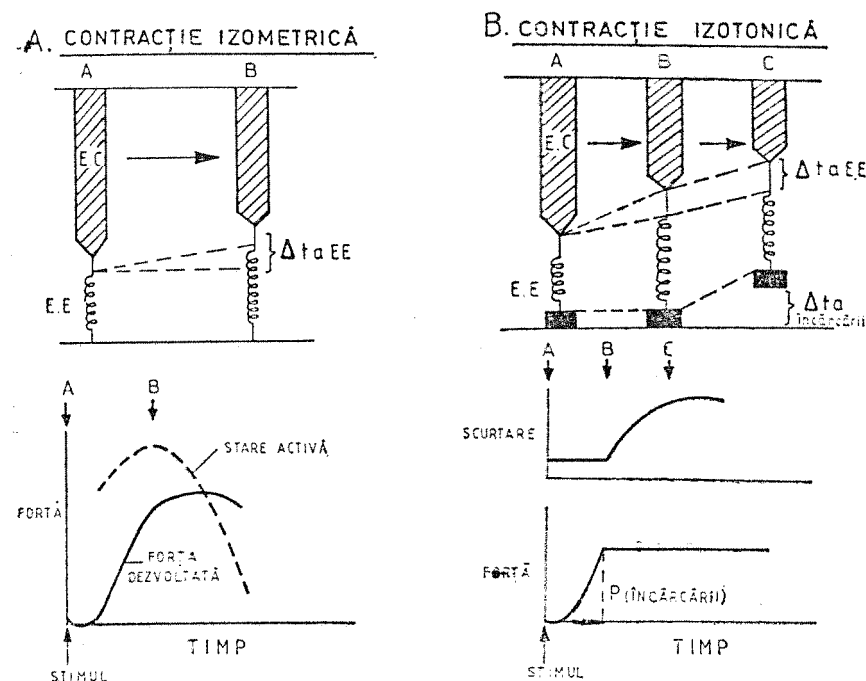 A. CONTRACȚIE IZOMETRICĂ
A B
E.C
Δ ta EE
E.E
A B
STARE ACTIVĂ
FORȚĂ
FORȚA
DEZVOLTATĂ
TIMP
STIMUL
B. CONTRACȚIE IZOTONICĂ
A B C
E.C
Δ ta E.E
E.E
Δ ta
încărcării
A B C
SCURTARE
FORȚĂ
P (ÎNCĂRCĂRII)
TIMP
STIMUL